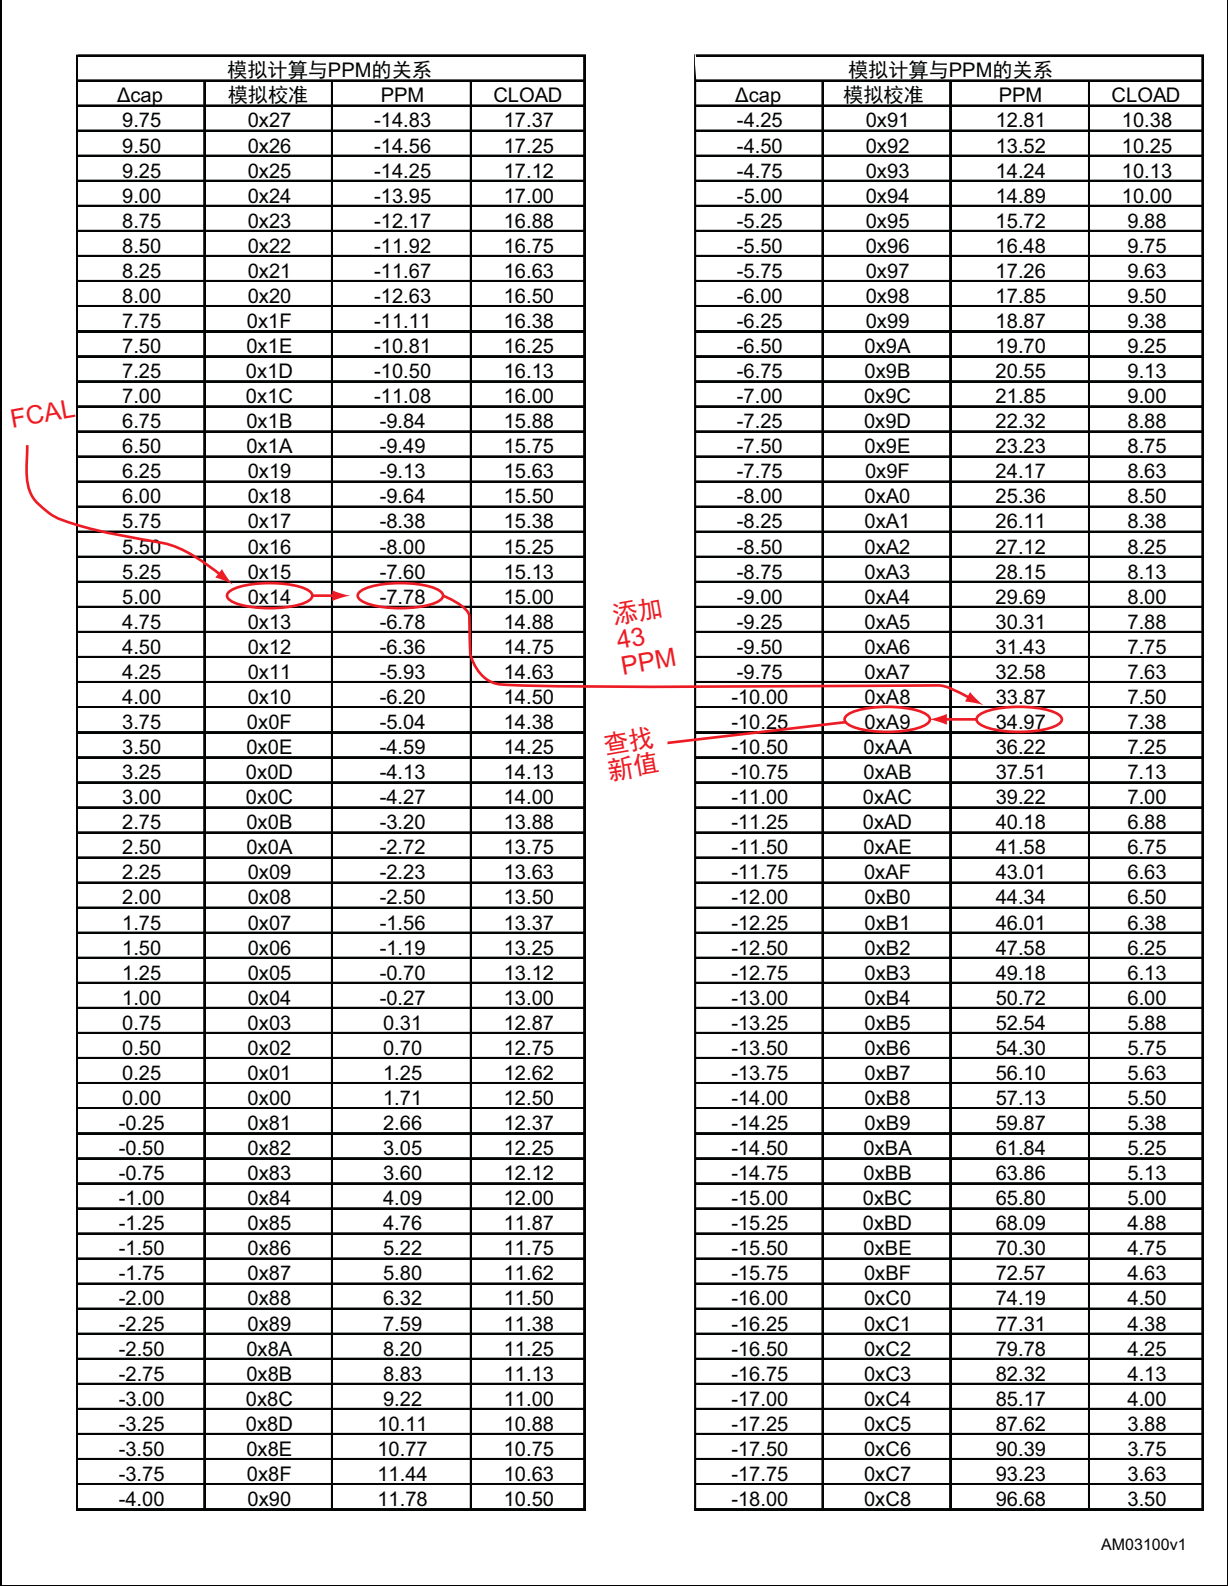 模拟计算与PPM的关系
Δcap 模拟校准 PPM CLOAD
9.75 0x27 -14.83 17.37
9.50 0x26 -14.56 17.25
9.25 0x25 -14.25 17.12
9.00 0x24 -13.95 17.00
8.75 0x23 -12.17 16.88
8.50 0x22 -11.92 16.75
8.25 0x21 -11.67 16.63
8.00 0x20 -12.63 16.50
7.75 0x1F -11.11 16.38
7.50 0x1E -10.81 16.25
7.25 0x1D -10.50 16.13
7.00 0x1C -11.08 16.00
6.75 0x1B -9.84 15.88
6.50 0x1A -9.49 15.75
6.25 0x19 -9.13 15.63
6.00 0x18 -9.64 15.50
5.75 0x17 -8.38 15.38
5.50 0x16 -8.00 15.25
5.25 0x15 -7.60 15.13
5.00 0x14 -7.78 15.00
4.75 0x13 -6.78 14.88
4.50 0x12 -6.36 14.75
4.25 0x11 -5.93 14.63
4.00 0x10 -6.20 14.50
3.75 0x0F -5.04 14.38
3.50 0x0E -4.59 14.25
3.25 0x0D -4.13 14.13
3.00 0x0C -4.27 14.00
2.75 0x0B -3.20 13.88
2.50 0x0A -2.72 13.75
2.25 0x09 -2.23 13.63
2.00 0x08 -2.50 13.50
1.75 0x07 -1.56 13.37
1.50 0x06 -1.19 13.25
1.25 0x05 -0.70 13.12
1.00 0x04 -0.27 13.00
0.75 0x03 0.31 12.87
0.50 0x02 0.70 12.75
0.25 0x01 1.25 12.62
0.00 0x00 1.71 12.50
-0.25 0x81 2.66 12.37
-0.50 0x82 3.05 12.25
-0.75 0x83 3.60 12.12
-1.00 0x84 4.09 12.00
-1.25 0x85 4.76 11.87
-1.50 0x86 5.22 11.75
-1.75 0x87 5.80 11.62
-2.00 0x88 6.32 11.50
-2.25 0x89 7.59 11.38
-2.50 0x8A 8.20 11.25
-2.75 0x8B 8.83 11.13
-3.00 0x8C 9.22 11.00
-3.25 0x8D 10.11 10.88
-3.50 0x8E 10.77 10.75
-3.75 0x8F 11.44 10.63
-4.00 0x90 11.78 10.50
FCAL
添加
43
PPM
查找
新值
模拟计算与PPM的关系
Δcap 模拟校准 PPM CLOAD
-4.25 0x91 12.81 10.38
-4.50 0x92 13.52 10.25
-4.75 0x93 14.24 10.13
-5.00 0x94 14.89 10.00
-5.25 0x95 15.72 9.88
-5.50 0x96 16.48 9.75
-5.75 0x97 17.26 9.63
-6.00 0x98 17.85 9.50
-6.25 0x99 18.87 9.38
-6.50 0x9A 19.70 9.25
-6.75 0x9B 20.55 9.13
-7.00 0x9C 21.85 9.00
-7.25 0x9D 22.32 8.88
-7.50 0x9E 23.23 8.75
-7.75 0x9F 24.17 8.63
-8.00 0xA0 25.36 8.50
-8.25 0xA1 26.11 8.38
-8.50 0xA2 27.12 8.25
-8.75 0xA3 28.15 8.13
-9.00 0xA4 29.69 8.00
-9.25 0xA5 30.31 7.88
-9.50 0xA6 31.43 7.75
-9.75 0xA7 32.58 7.63
-10.00 0xA8 33.87 7.50
-10.25 0xA9 34.97 7.38
-10.50 0xAA 36.22 7.25
-10.75 0xAB 37.51 7.13
-11.00 0xAC 39.22 7.00
-11.25 0xAD 40.18 6.88
-11.50 0xAE 41.58 6.75
-11.75 0xAF 43.01 6.63
-12.00 0xB0 44.34 6.50
-12.25 0xB1 46.01 6.38
-12.50 0xB2 47.58 6.25
-12.75 0xB3 49.18 6.13
-13.00 0xB4 50.72 6.00
-13.25 0xB5 52.54 5.88
-13.50 0xB6 54.30 5.75
-13.75 0xB7 56.10 5.63
-14.00 0xB8 57.13 5.50
-14.25 0xB9 59.87 5.38
-14.50 0xBA 61.84 5.25
-14.75 0xBB 63.86 5.13
-15.00 0xBC 65.80 5.00
-15.25 0xBD 68.09 4.88
-15.50 0xBE 70.30 4.75
-15.75 0xBF 72.57 4.63
-16.00 0xC0 74.19 4.50
-16.25 0xC1 77.31 4.38
-16.50 0xC2 79.78 4.25
-16.75 0xC3 82.32 4.13
-17.00 0xC4 85.17 4.00
-17.25 0xC5 87.62 3.88
-17.50 0xC6 90.39 3.75
-17.75 0xC7 93.23 3.63
-18.00 0xC8 96.68 3.50
AM03100v1